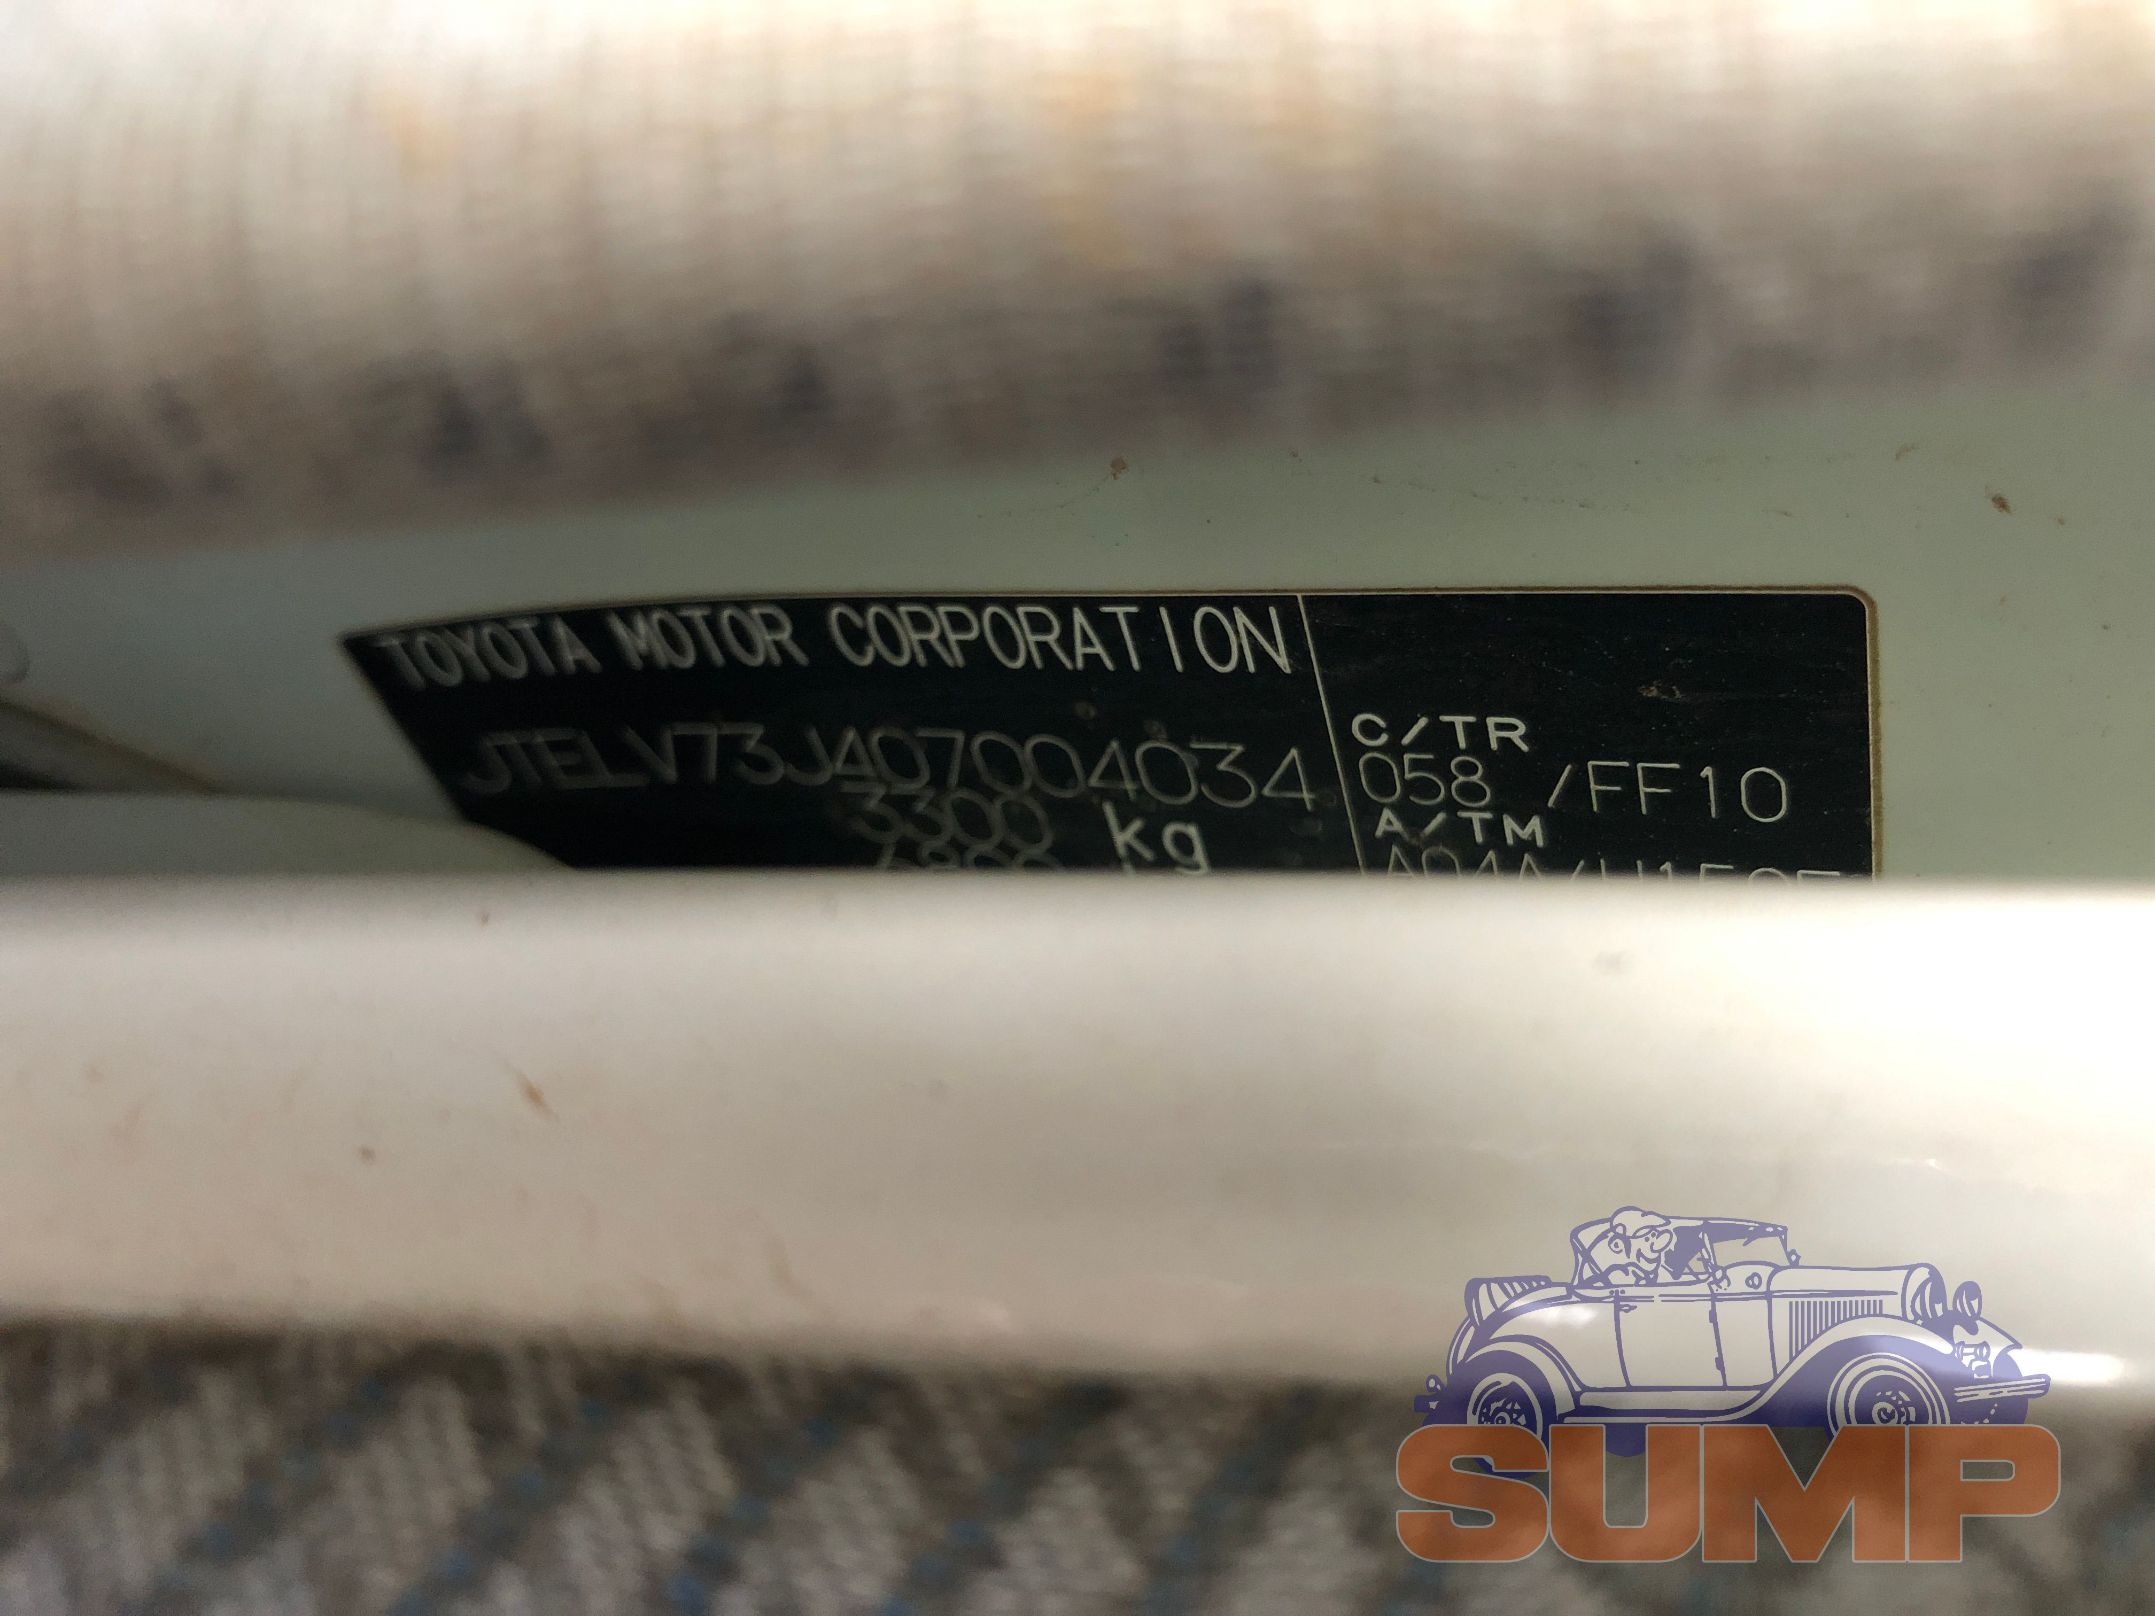 TOYOTA MOTOR CORPORATION
JTELV73J407004034
3300 kg
C/TR
058 /FF10
A/TM
SUMP